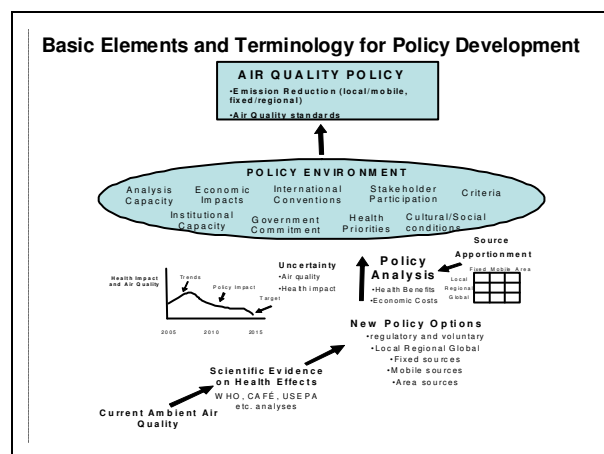 Basic Elements and Terminology for Policy Development
AIR QUALITY POLICY
•Emission Reduction (local/mobile,
fixed/regional)
•Air Quality standards
POLICY ENVIRONMENT
Analysis
Capacity
Economic
Impacts
International
Conventions
Stakeholder
Participation
Criteria
Institutional
Capacity
Government
Commitment
Health
Priorities
Cultural/Social
conditions
Source
Apportionment
Fixed Mobile Area
Local
Regional
Global
Policy
Analysis
•Health Benefits
•Economic Costs
Uncertainty
•Air quality
•Health impact
Health Impact
and Air Quality
Trends
Policy Impact
Target
2005 2010 2015
New Policy Options
•regulatory and voluntary
•Local Regional Global
•Fixed sources
•Mobile sources
•Area sources
Scientific Evidence
on Health Effects
WHO, CAFÉ, USEPA
etc. analyses
Current Ambient Air
Quality